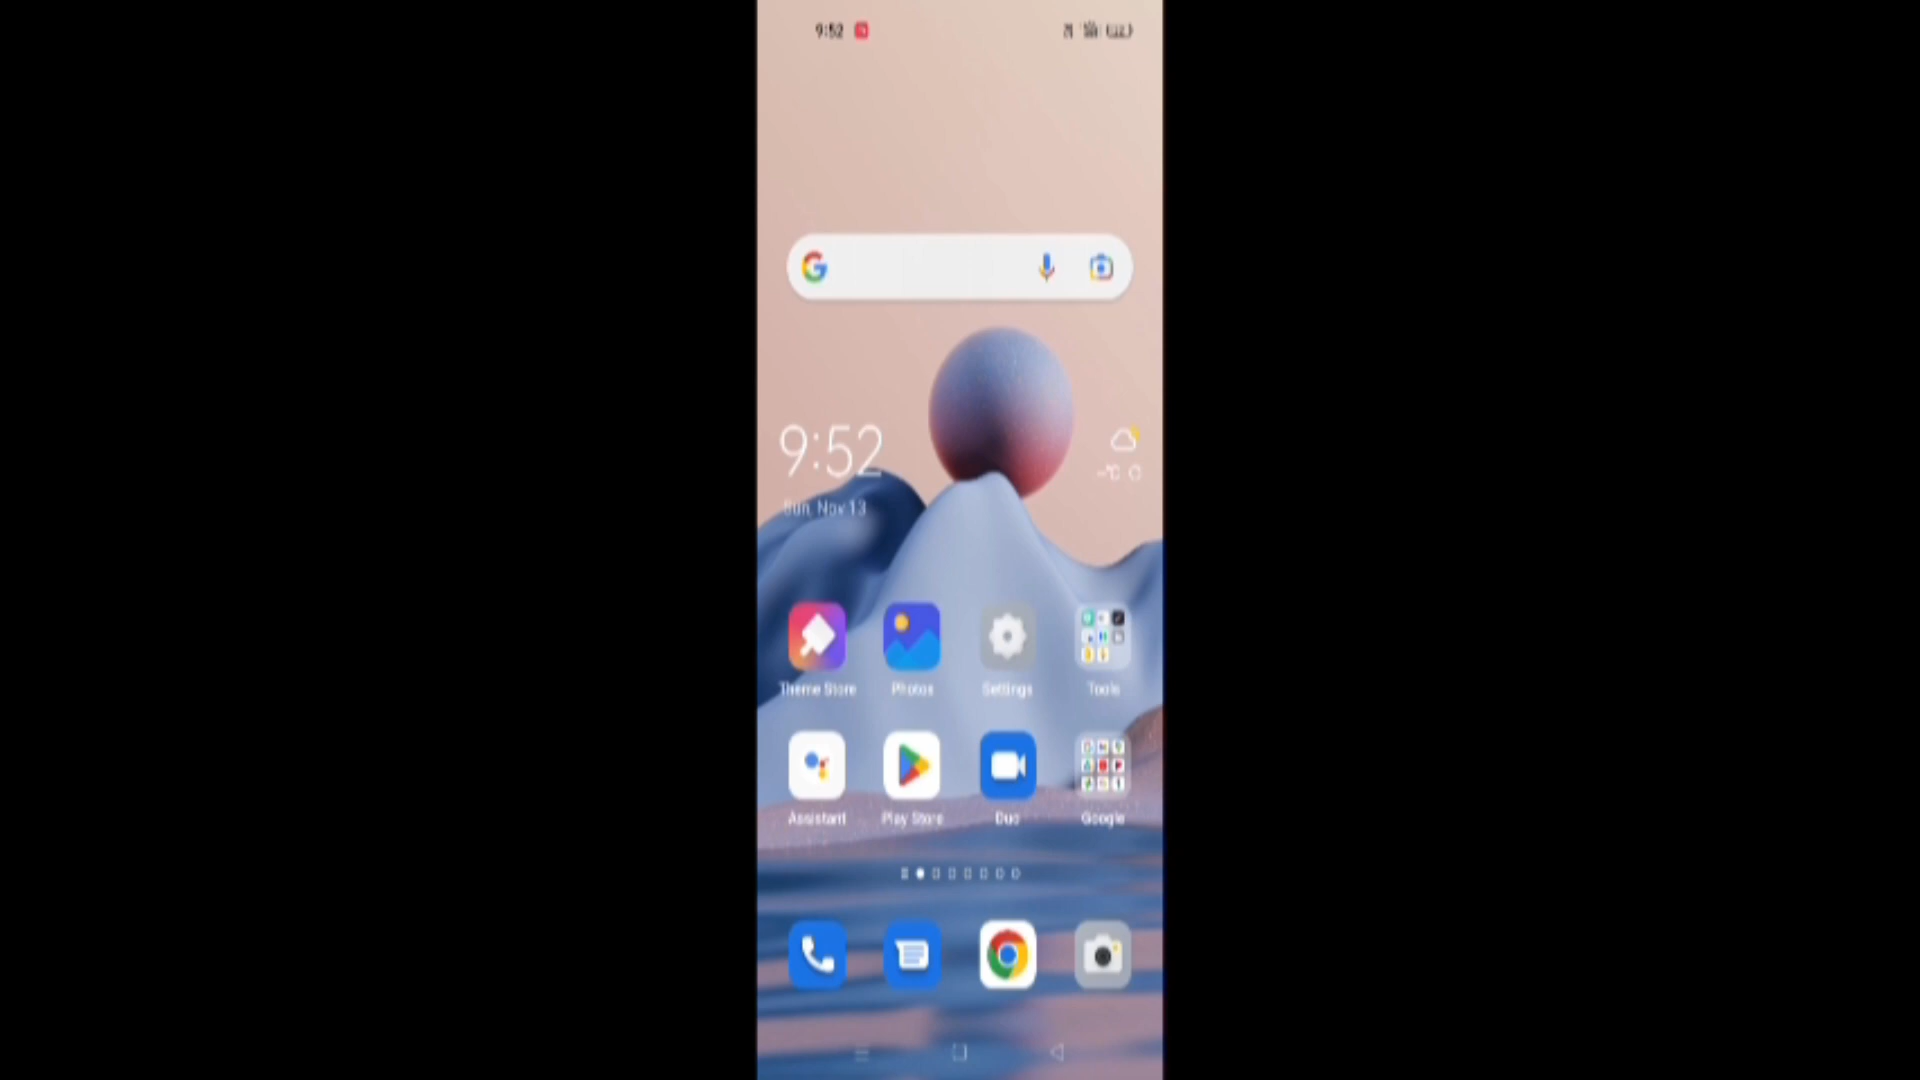 9:52
9:52
Sun, Nov 13
Theme Store Photos Settings Tools
Assistant Play Store Duo Google